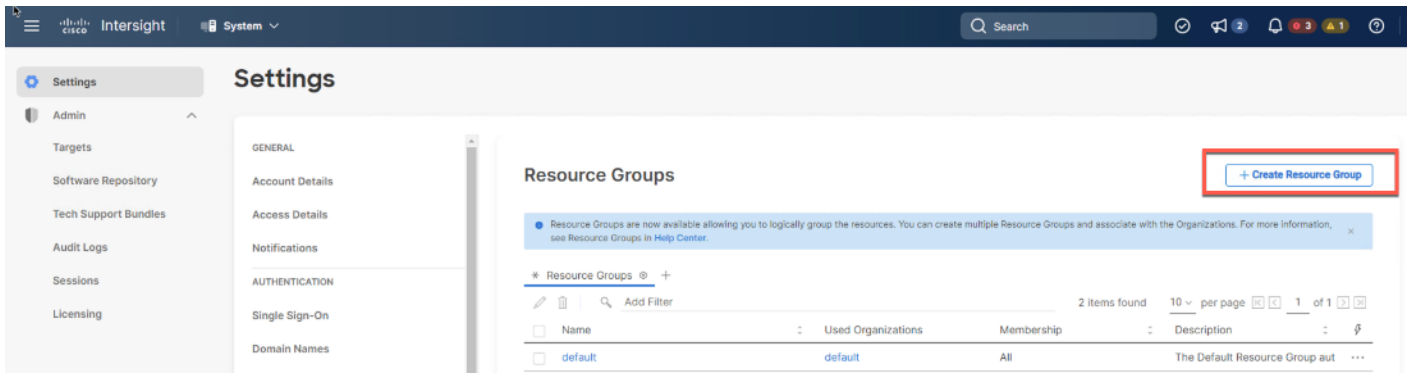 cisco Intersight System Search 2 3 1
Settings
Settings
Admin
Targets
Software Repository
Tech Support Bundles
Audit Logs
Sessions
Licensing
GENERAL
Account Details
Access Details
Notifications
AUTHENTICATION
Single Sign-On
Domain Names
Resource Groups
+ Create Resource Group
Resource Groups are now available allowing you to logically group the resources. You can create multiple Resource Groups and associate with the Organizations. For more information,
see Resource Groups in Help Center.
Resource Groups +
Add Filter 2 items found 10 per page 1 of 1
Name Used Organizations Membership Description
default default All The Default Resource Group aut ...